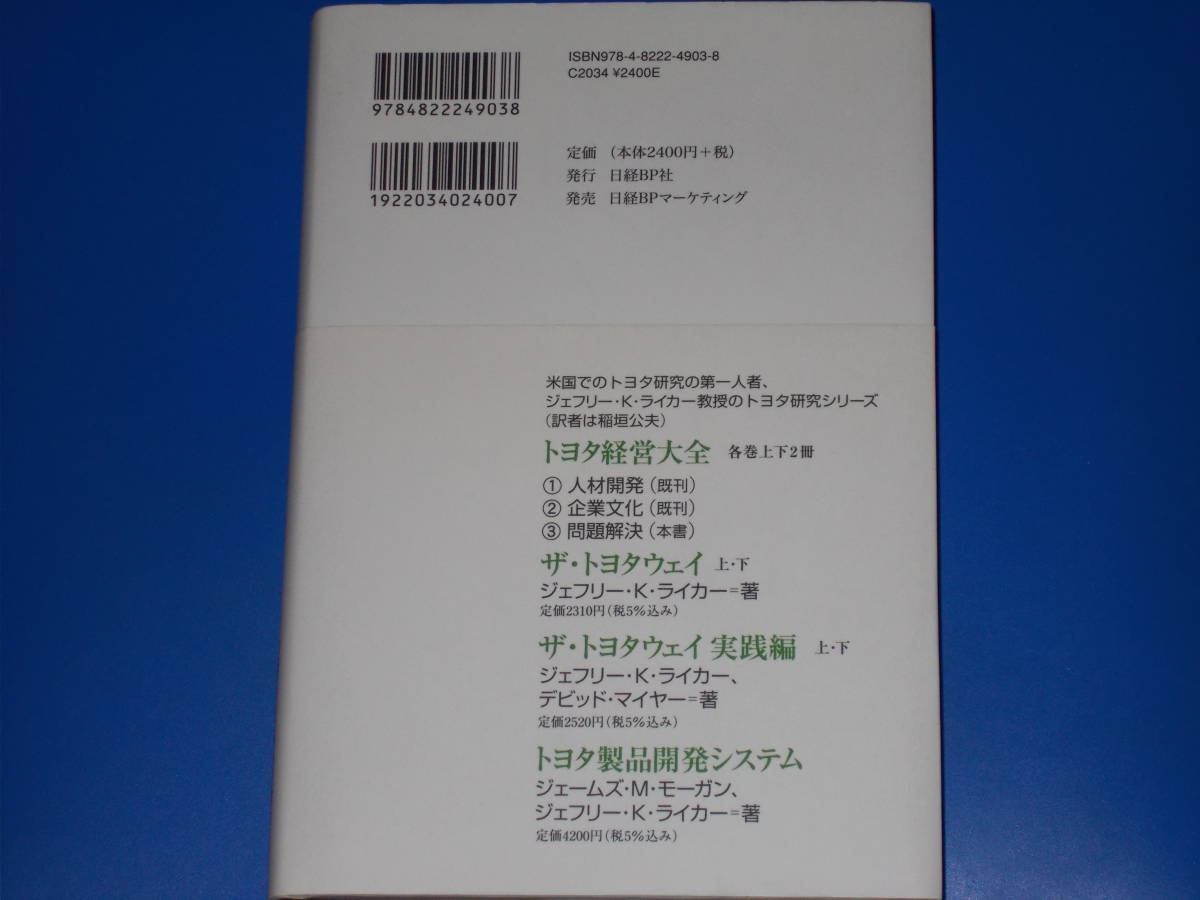 ISBN978-4-8222-4903-8
C2034 ¥2400E
9784822249038
1922034024007
定価 （本体2400円＋税）
発行 日経BP社
発売 日経BPマーケティング
米国でのトヨタ研究の第一人者、
ジェフリー・K・ライカー教授のトヨタ研究シリーズ
（訳者は稲垣公夫）
トヨタ経営大全 各巻上下2冊
① 人材開発（既刊）
② 企業文化（既刊）
③ 問題解決（本書）
ザ・トヨタウェイ 上・下
ジェフリー・K・ライカー＝著
定価2310円（税5%込み）
ザ・トヨタウェイ 実践編 上・下
ジェフリー・K・ライカー、
デビッド・マイヤー＝著
定価2520円（税5%込み）
トヨタ製品開発システム
ジェームズ・M・モーガン、
ジェフリー・K・ライカー＝著
定価4200円（税5%込み）